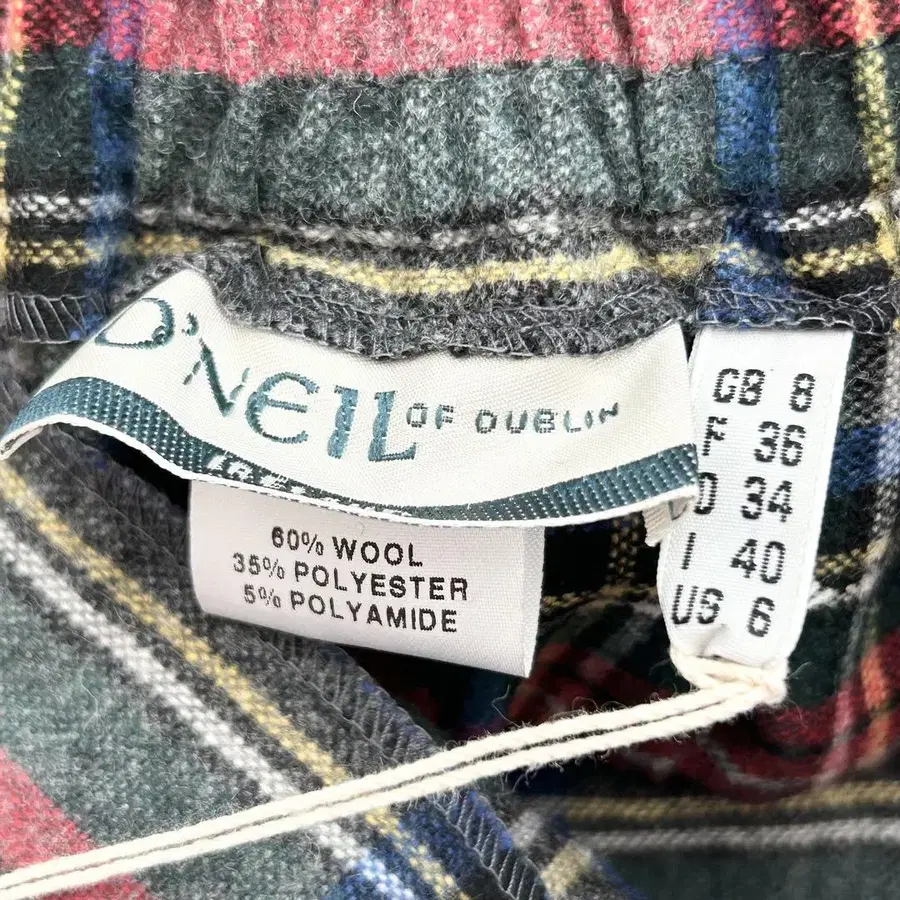 O'NEIL OF DUBLIN
60% WOOL
35% POLYESTER
5% POLYAMIDE
GB 8
F 36
D 34
I 40
US 6